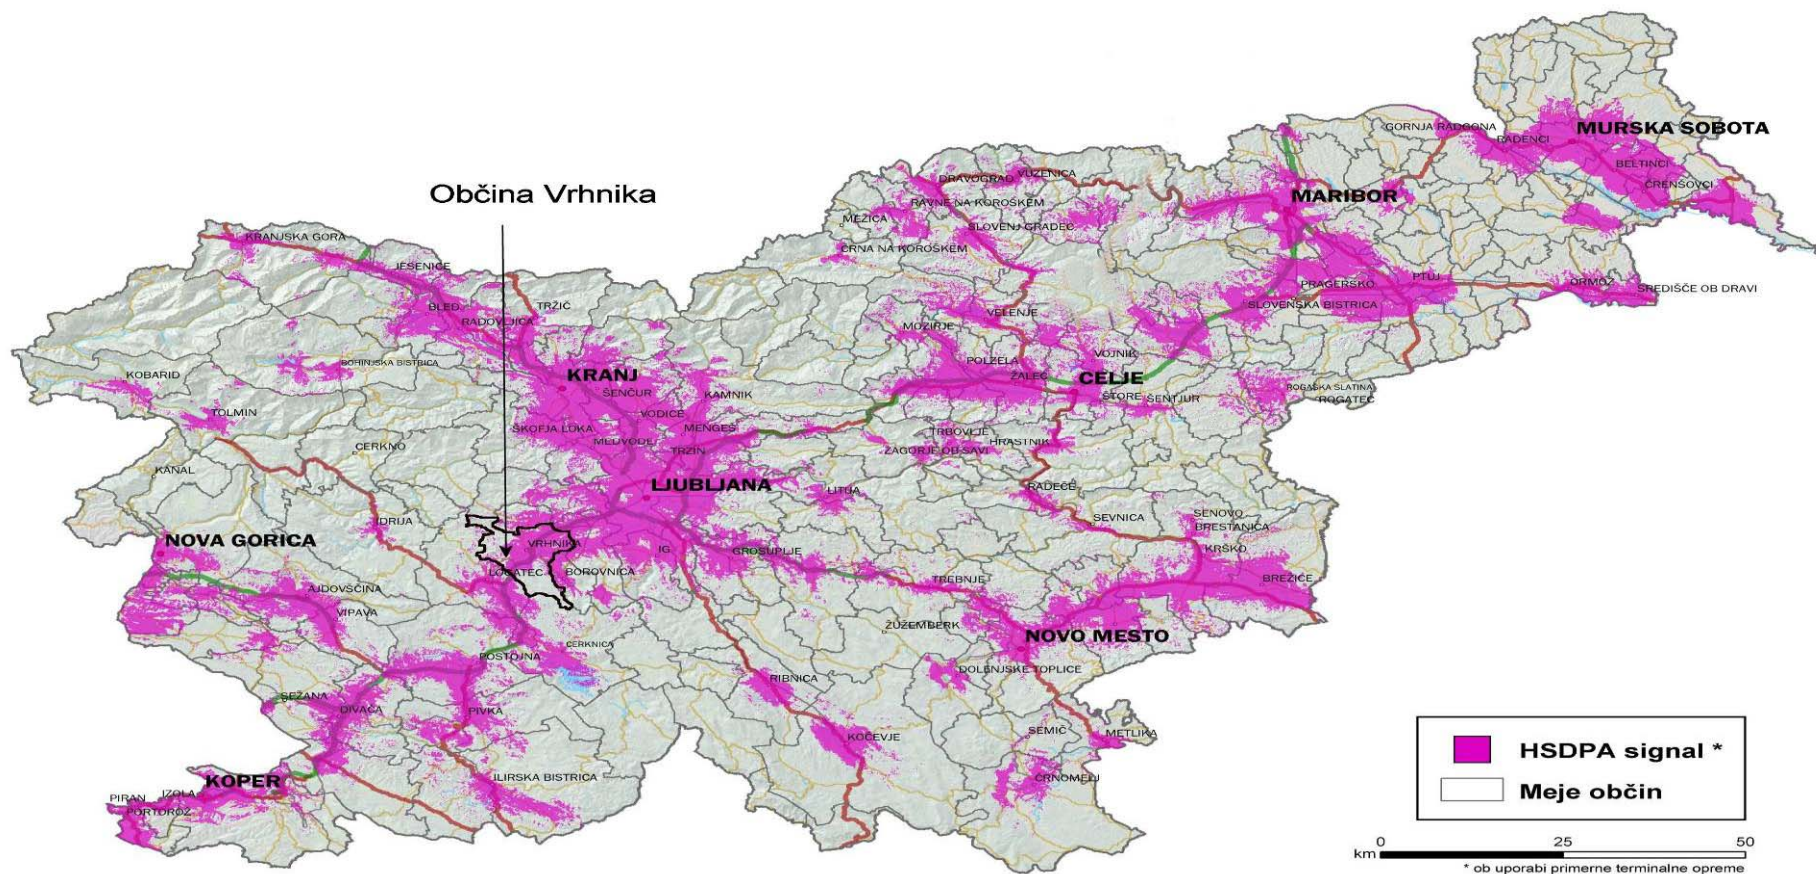 MURSKA SOBOTA
GORNJA RADGONA
RADENCI
BELTINCI
ČRENŠOVCI
Občina Vrhnika
DRAVOGRAD
VUZENICA
RAVNE NA KOROŠKEM
MEŽICA
SLOVENJ GRADEC
ČRNA NA KOROŠKEM
MARIBOR
KRANJSKA GORA
JESENICE
BLED
TRŽIČ
RADOVLJICA
BOHINJSKA BISTRICA
PTUJ
PRAGERSKO
SLOVENSKA BISTRICA
ORMOŽ
SREDIŠČE OB DRAVI
VELENJE
MOZIRJE
POLZELA
VOJNIK
ŽALEC
CELJE
ŠTORE
ŠENTJUR
ROGAŠKA SLATINA
ROGATEC
KOBARID
TOLMIN
KRANJ
ŠENČUR
KAMNIK
VODICE
ŠKOFJA LUKA
MEDVODE
MENGEŠ
TRZIN
CERKNO
KANAL
TRBOVLJE
HRASTNIK
ZAGORJE OB SAVI
LJUBLJANA
LITIJA
RADEČE
SEVNICA
SENOVO
BRESTANICA
KRŠKO
BREŽICE
IDRIJA
NOVA GORICA
VRHNIKA
LOGATEC
BOROVNICA
IG
GROSUPLJE
TREBNJE
AJDOVŠČINA
VIPAVA
ŽUŽEMBERK
NOVO MESTO
CERKNICA
POSTOJNA
DOLENJSKE TOPLICE
RIBNICA
SEŽANA
DIVAČA
PIVKA
KOČEVJE
SEMIČ
METLIKA
ČRNOMELJ
ILIRSKA BISTRICA
KOPER
IZOLA
PIRAN
PORTOROŽ
HSDPA signal *
Meje občin
0 25 50
km
* ob uporabi primerne terminalne opreme